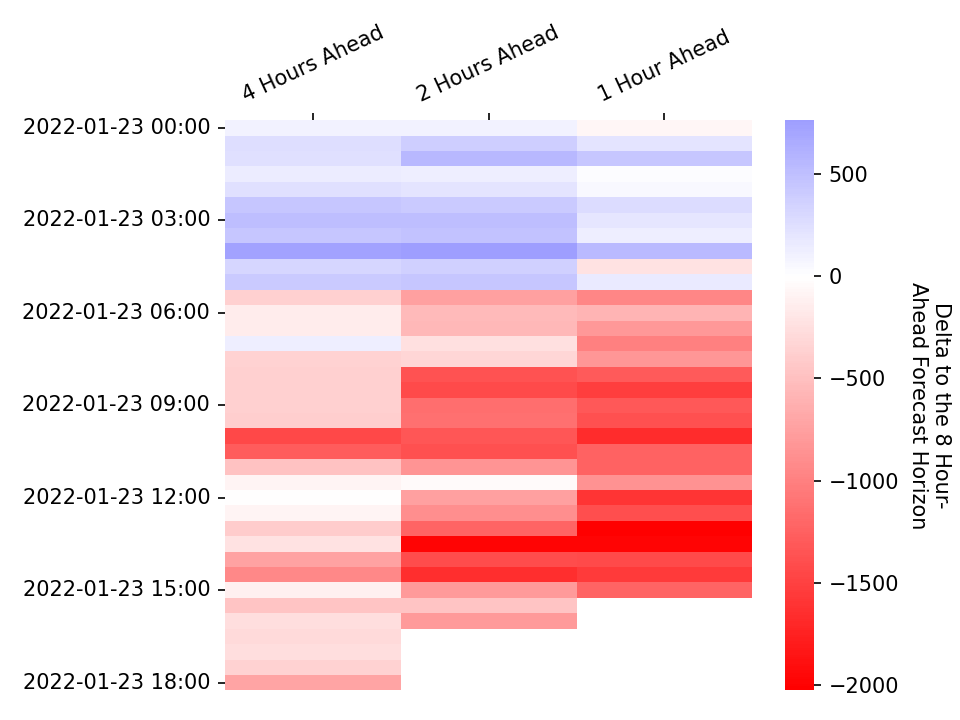 4 Hours Ahead
2 Hours Ahead
1 Hour Ahead
2022-01-23 00:00
2022-01-23 03:00
2022-01-23 06:00
2022-01-23 09:00
2022-01-23 12:00
2022-01-23 15:00
2022-01-23 18:00
500
0
−500
−1000
−1500
−2000
Delta to the 8 Hour-
Ahead Forecast Horizon